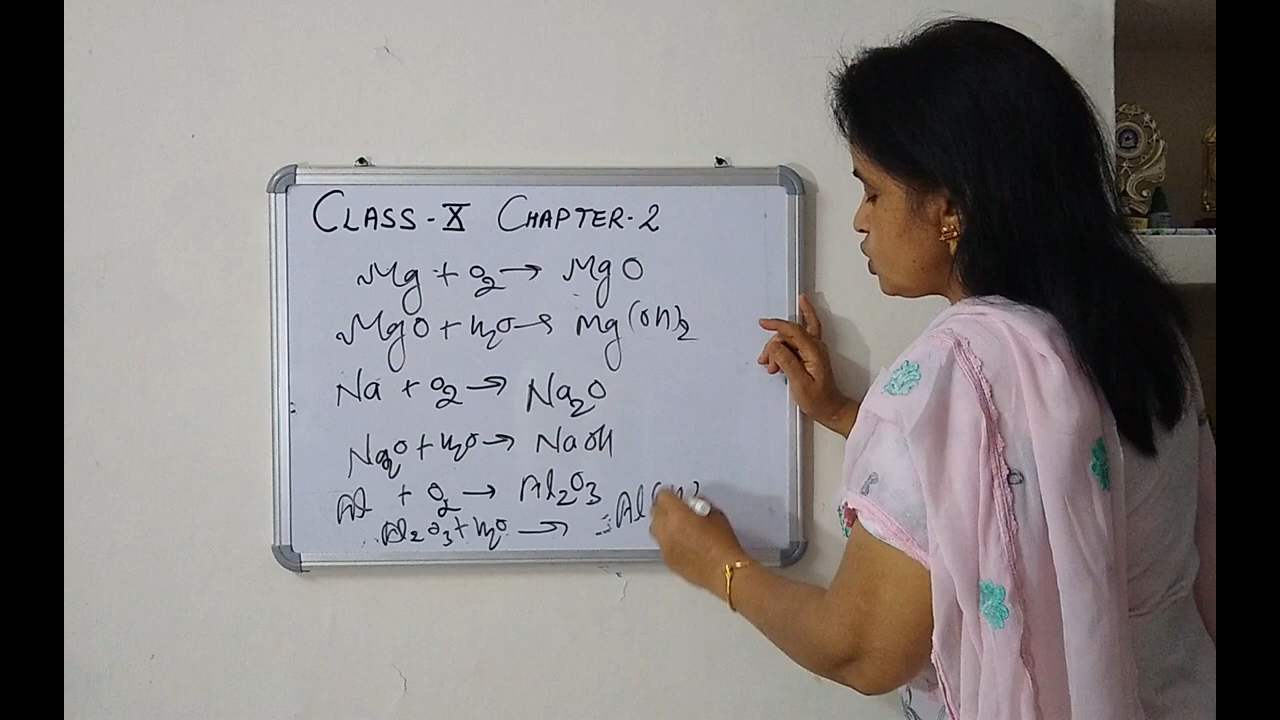 CLASS-X CHAPTER-2
Mg + O2 → MgO
MgO + H2O → Mg(OH)2
Na + O2 → Na2O
Na2O + H2O → NaOH
Al + O2 → Al2O3
Al2O3 + H2O → Al(